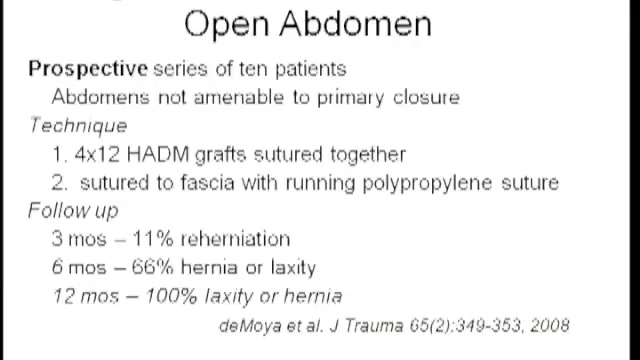 Open Abdomen
Prospective series of ten patients
Abdomens not amenable to primary closure
Technique
1. 4x12 HADM grafts sutured together
2. sutured to fascia with running polypropylene suture
Follow up
3 mos – 11% reherniation
6 mos – 66% hernia or laxity
12 mos – 100% laxity or hernia
deMoya et al. J Trauma 65(2):349-353, 2008